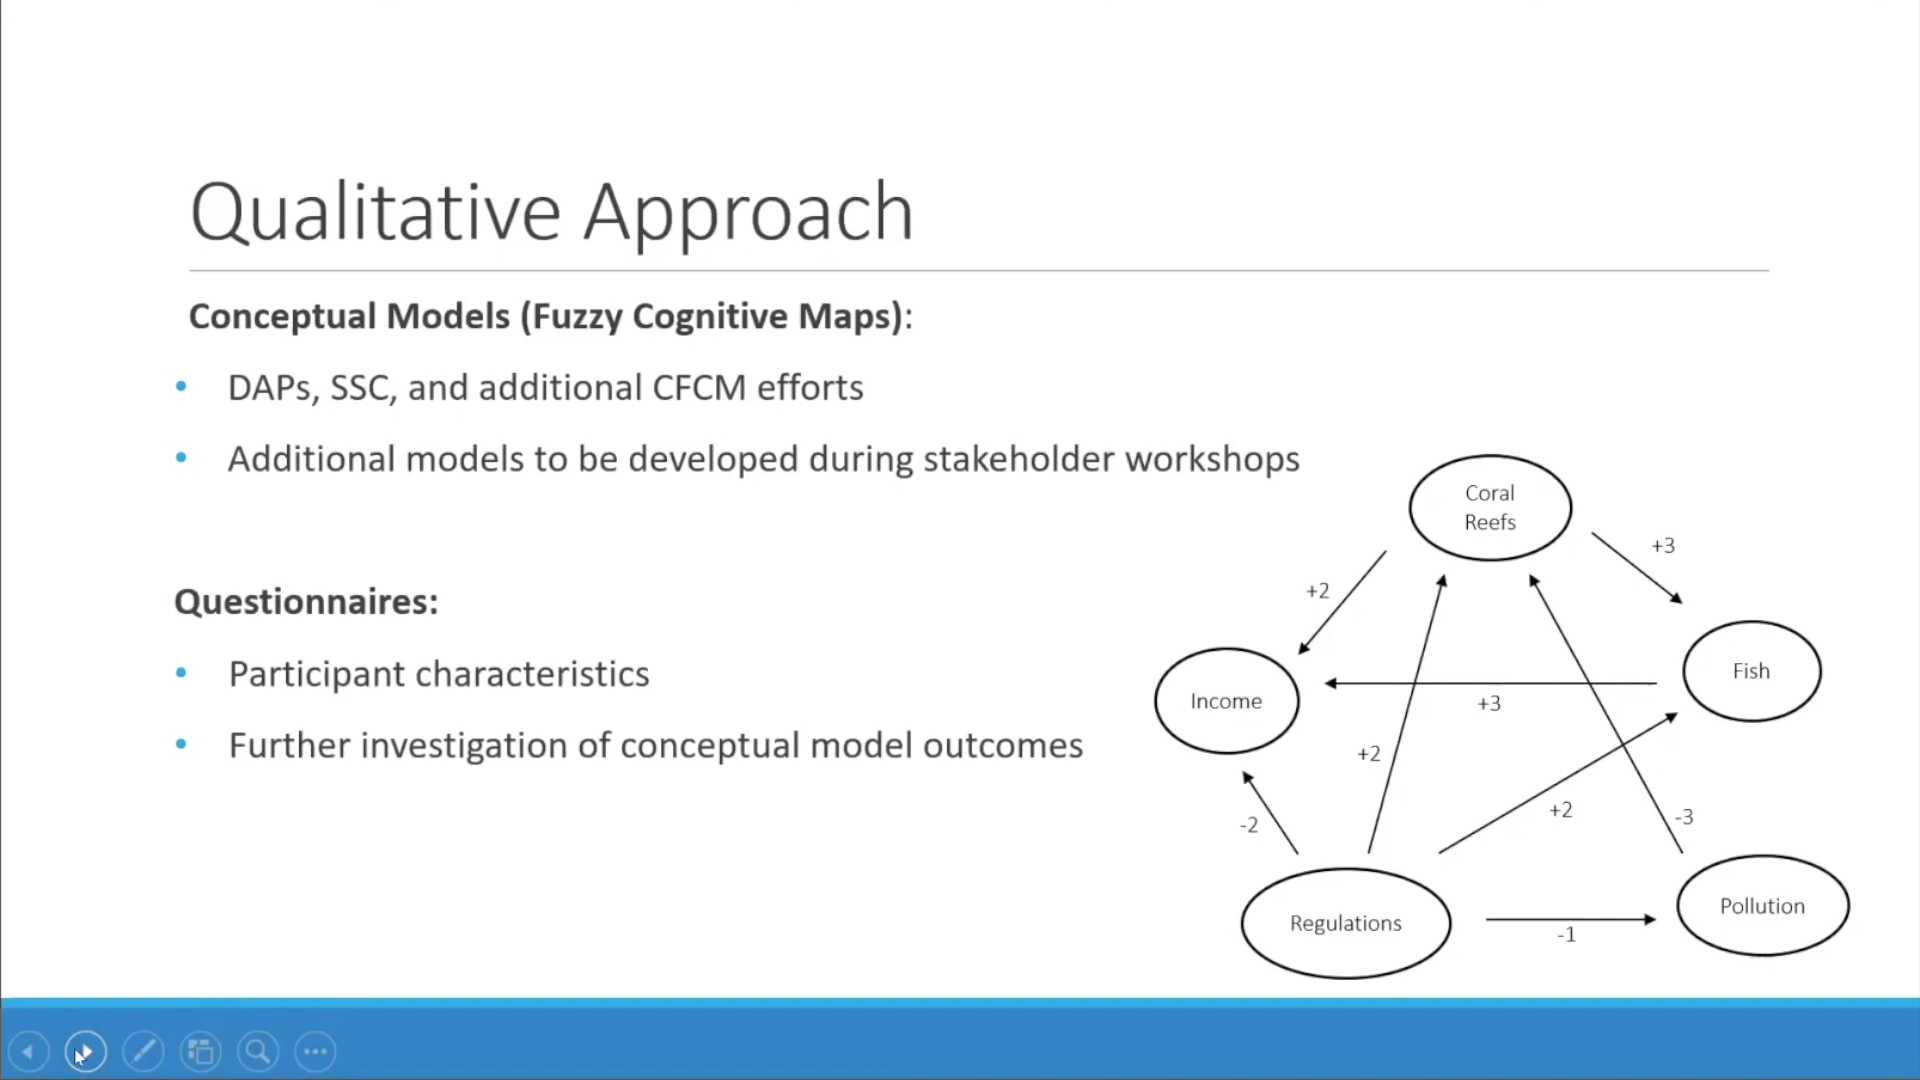 Qualitative Approach
Conceptual Models (Fuzzy Cognitive Maps):
• DAPs, SSC, and additional CFCM efforts
• Additional models to be developed during stakeholder workshops
Questionnaires:
• Participant characteristics
• Further investigation of conceptual model outcomes
Coral
Reefs
+3
+2
Fish
Income
+3
+2
+2
-3
-2
Pollution
Regulations
-1